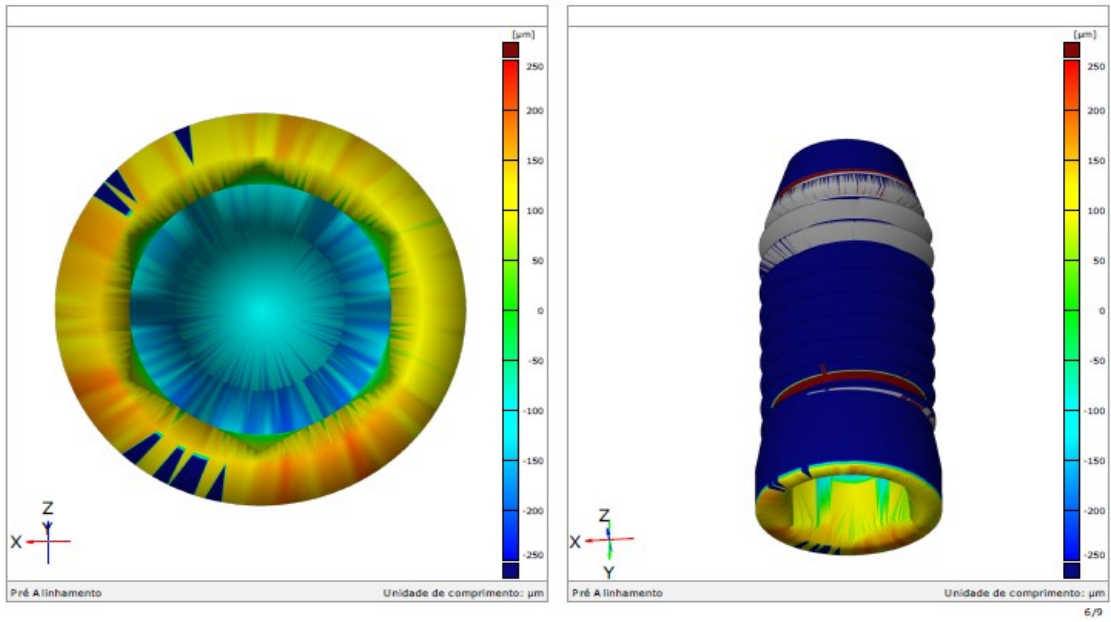 [µm]
250
200
150
100
50
0
-50
-100
-150
-200
-250
Z
Y
X
Pré Alinhamento
Unidade de comprimento: µm
[µm]
250
200
150
100
50
0
-50
-100
-150
-200
-250
Z
X
Y
Pré Alinhamento
Unidade de comprimento: µm
6/9